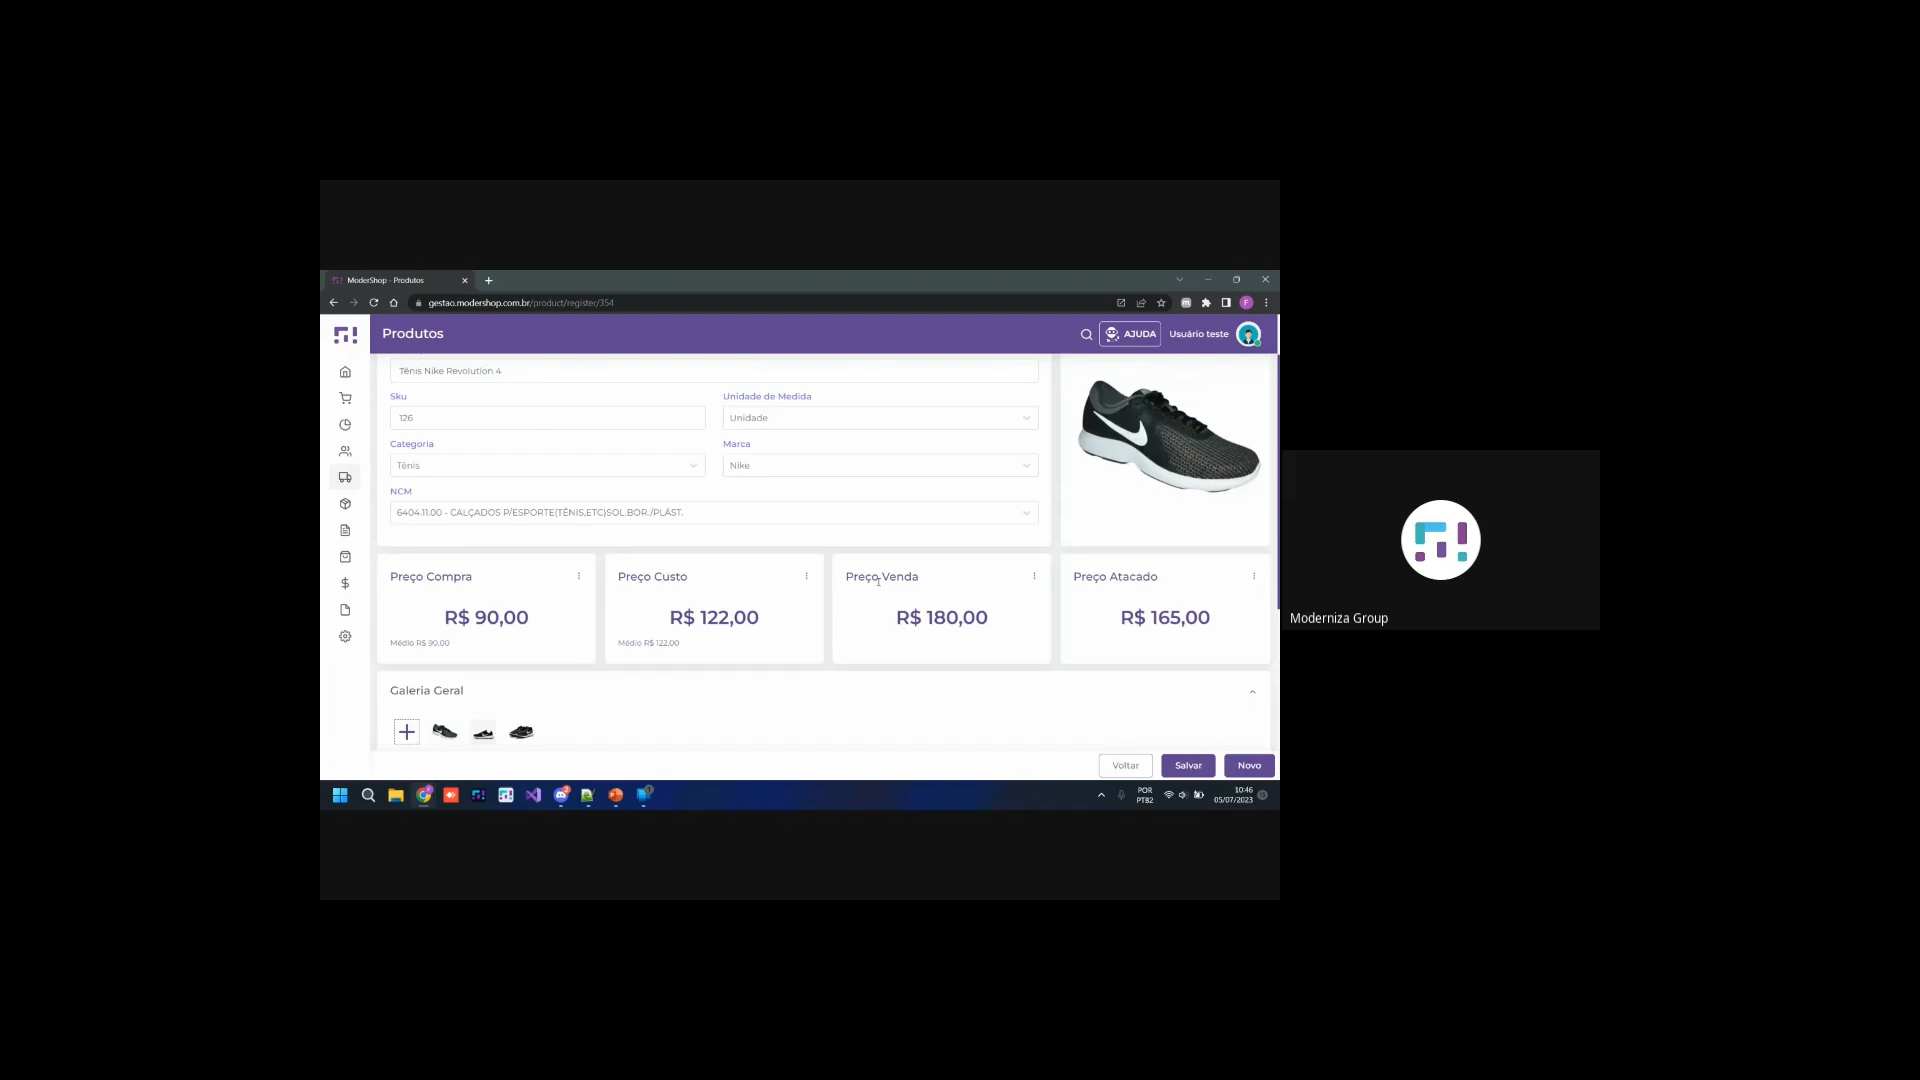 ModerShop - Produtos
gestao.modershop.com.br/product/register/354
Produtos
AJUDA
Usuário teste
Tênis Nike Revolution 4
Sku
Unidade de Medida
126
Unidade
Categoria
Marca
Tênis
Nike
NCM
6404.11.00 - CALÇADOS P/ESPORTE(TÊNIS,ETC)SOL.BOR./PLÁST.
Preço Compra
Preço Custo
Preço Venda
Preço Atacado
R$ 90,00
R$ 122,00
R$ 180,00
R$ 165,00
Médio R$ 90,00
Médio R$ 122,00
Galeria Geral
Voltar
Salvar
Novo
POR
PTB2
10:46
05/07/2023
Moderniza Group